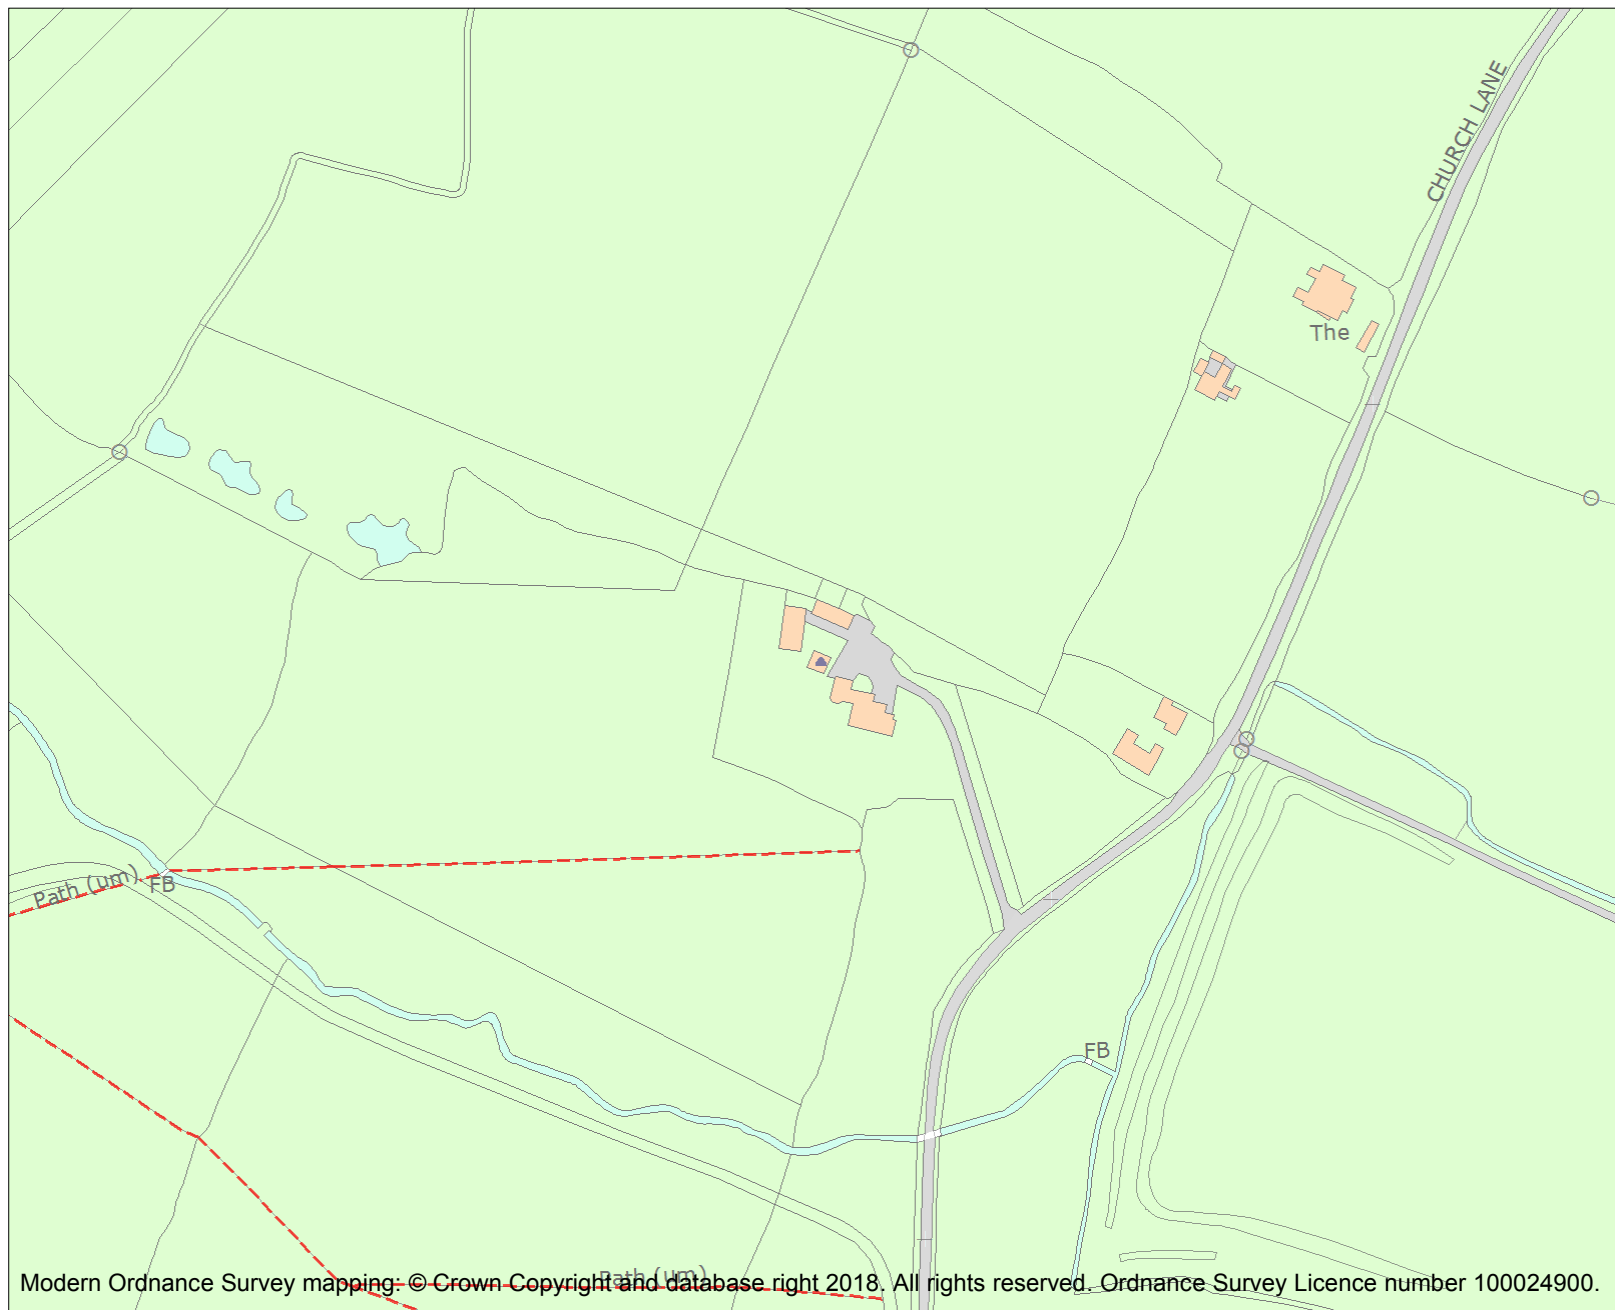 CHURCH LANE
The
Path (um)
FB
FB
Path (um)
Modern Ordnance Survey mapping: © Crown Copyright and database right 2018. All rights reserved. Ordnance Survey Licence number 100024900.